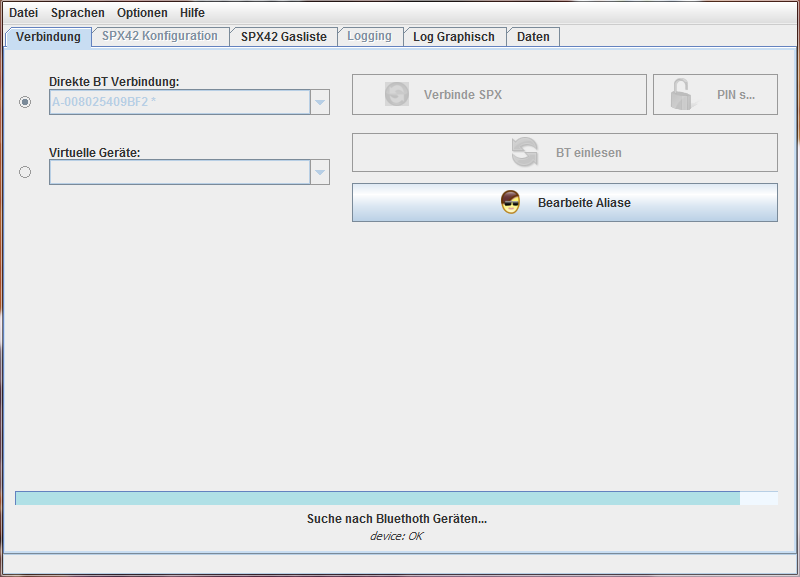 Datei Sprachen Optionen Hilfe
Verbindung SPX42 Konfiguration SPX42 Gasliste Logging Log Graphisch Daten
Direkte BT Verbindung:
A-008025409BF2 *
Verbinde SPX
PIN s...
Virtuelle Geräte:
BT einlesen
Bearbeite Aliase
Suche nach Bluethoth Geräten...
device: OK